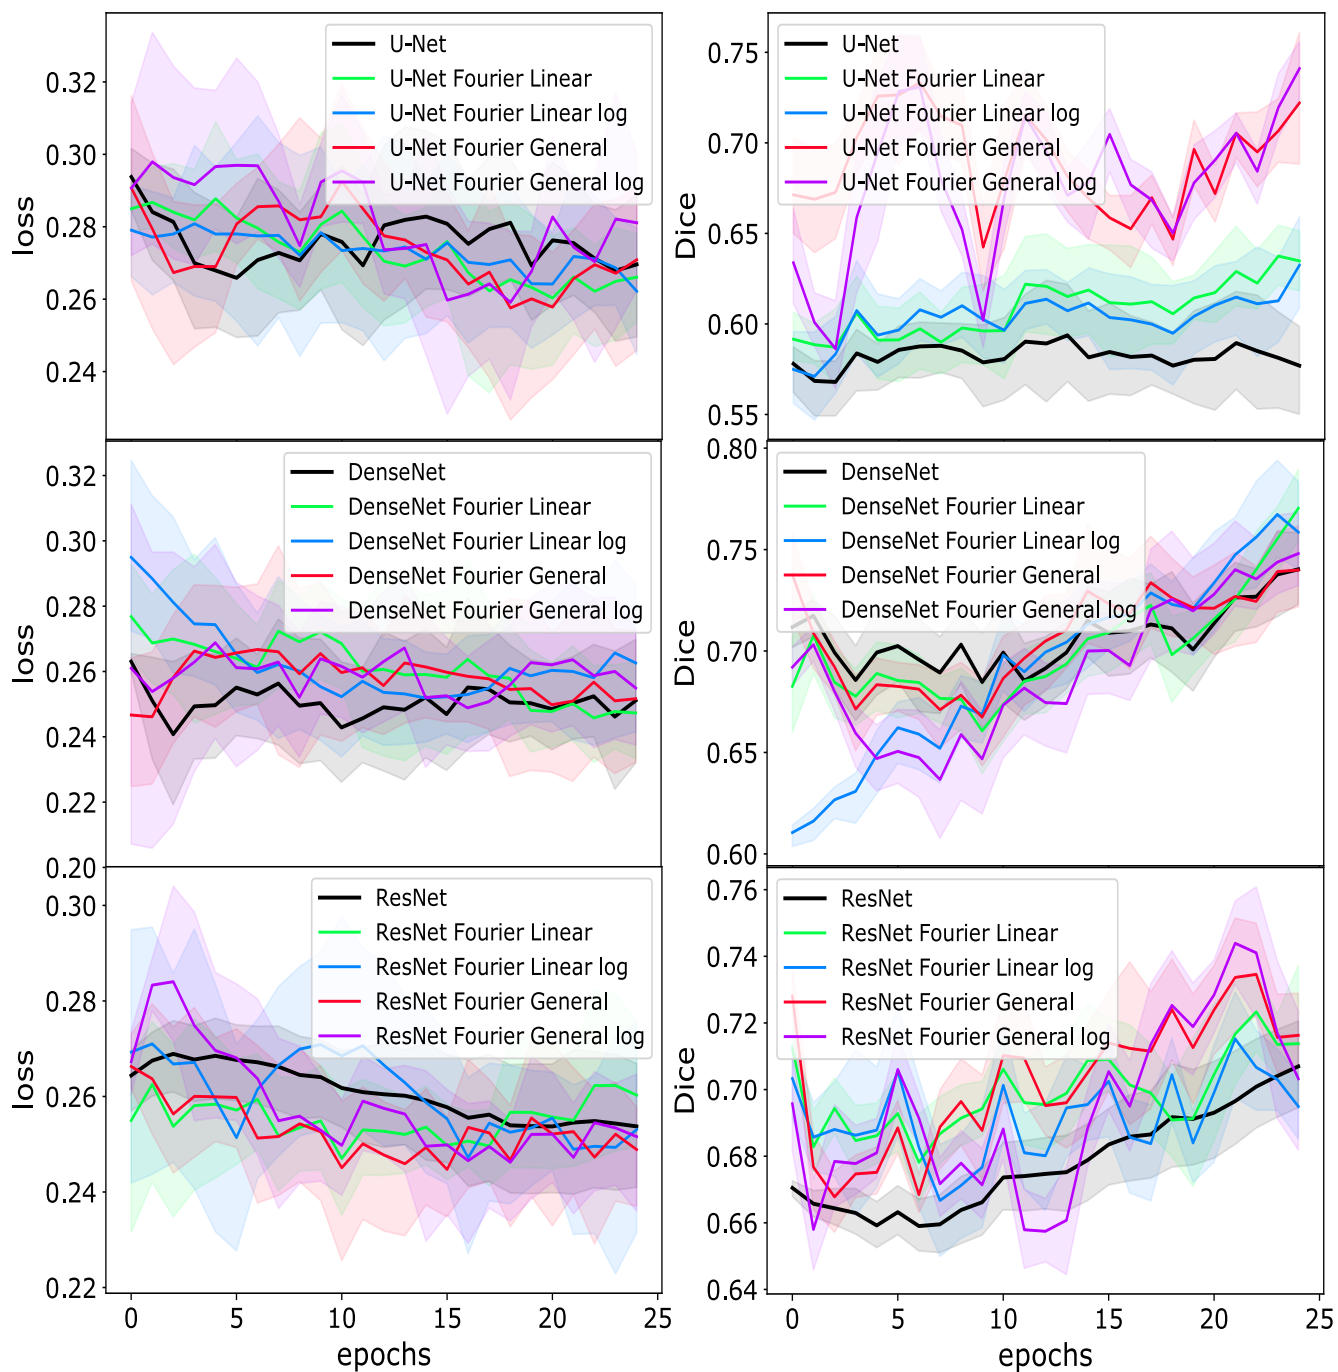 loss
0.32
0.30
0.28
0.26
0.24
U-Net
U-Net Fourier Linear
U-Net Fourier Linear log
U-Net Fourier General
U-Net Fourier General log
Dice
0.75
0.70
0.65
0.60
0.55
U-Net
U-Net Fourier Linear
U-Net Fourier Linear log
U-Net Fourier General
U-Net Fourier General log
loss
0.32
0.30
0.28
0.26
0.24
0.22
0.20
DenseNet
DenseNet Fourier Linear
DenseNet Fourier Linear log
DenseNet Fourier General
DenseNet Fourier General log
Dice
0.80
0.75
0.70
0.65
0.60
DenseNet
DenseNet Fourier Linear
DenseNet Fourier Linear log
DenseNet Fourier General
DenseNet Fourier General log
loss
0.30
0.28
0.26
0.24
0.22
ResNet
ResNet Fourier Linear
ResNet Fourier Linear log
ResNet Fourier General
ResNet Fourier General log
0 5 10 15 20 25
epochs
Dice
0.76
0.74
0.72
0.70
0.68
0.66
0.64
ResNet
ResNet Fourier Linear
ResNet Fourier Linear log
ResNet Fourier General
ResNet Fourier General log
0 5 10 15 20 25
epochs